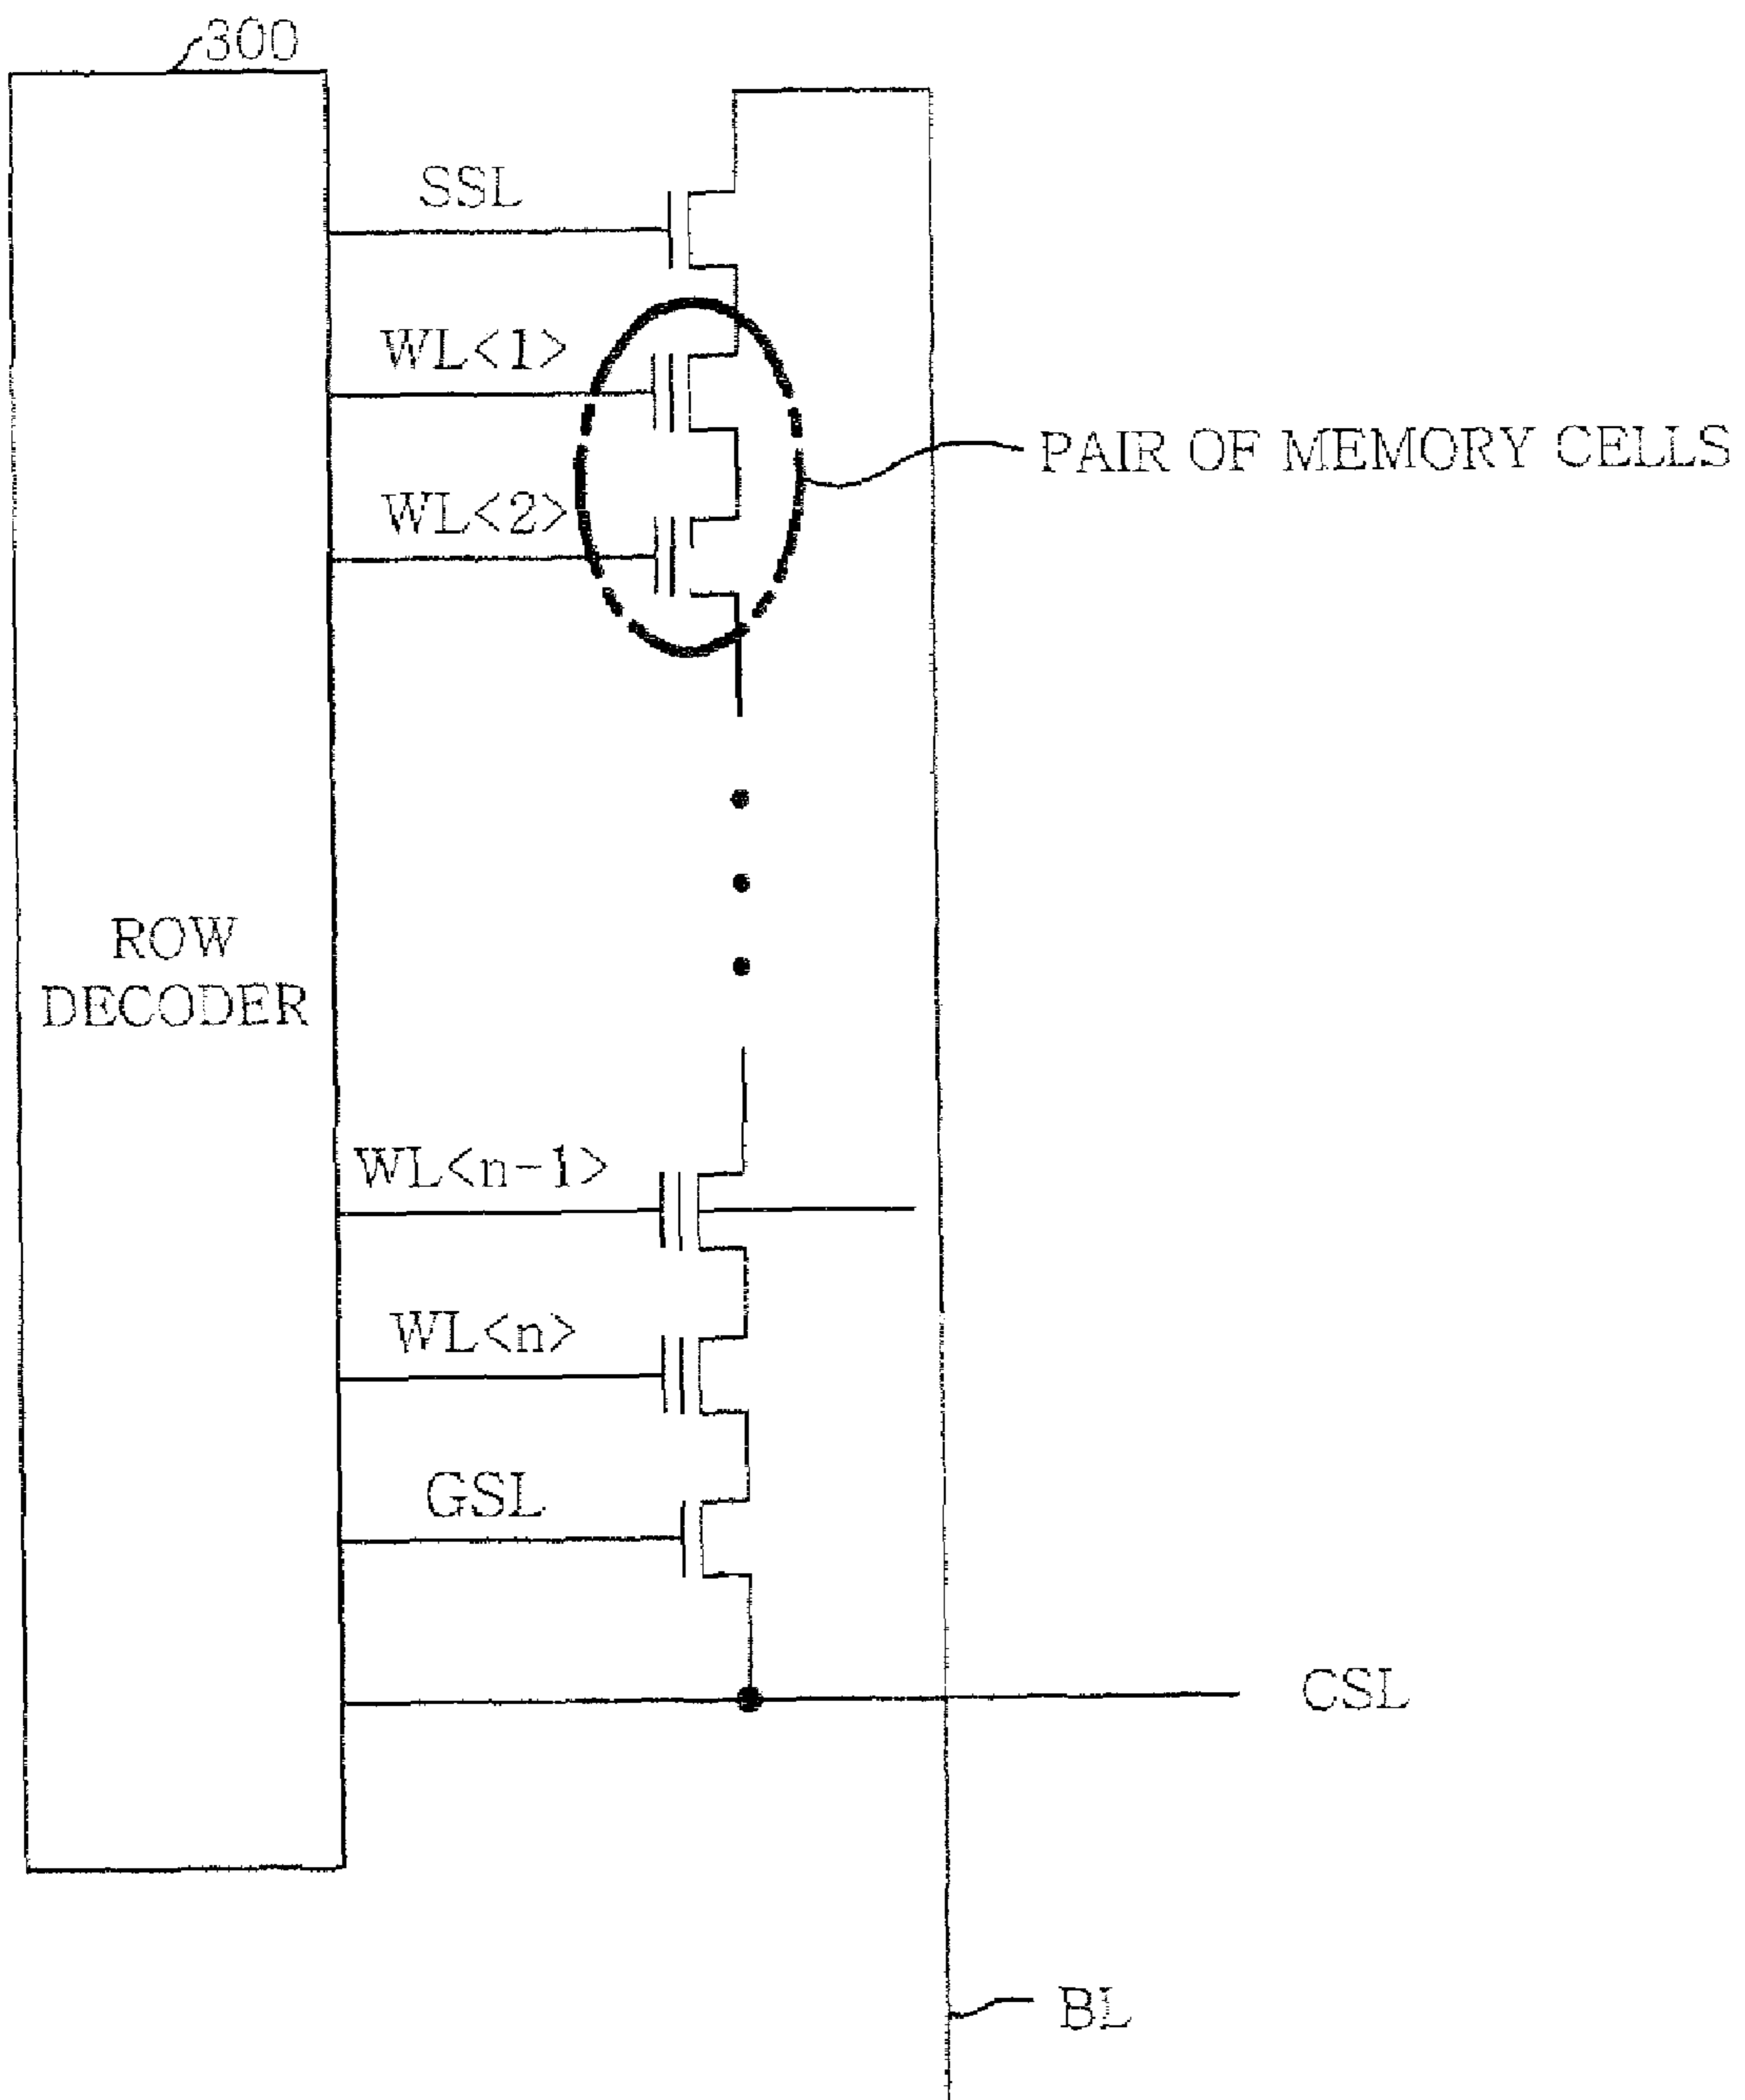 300
SSL
WL<1>
PAIR OF MEMORY CELLS
WL<2>
ROW
DECODER
WL<n-1>
WL<n>
GSL
CSL
BL